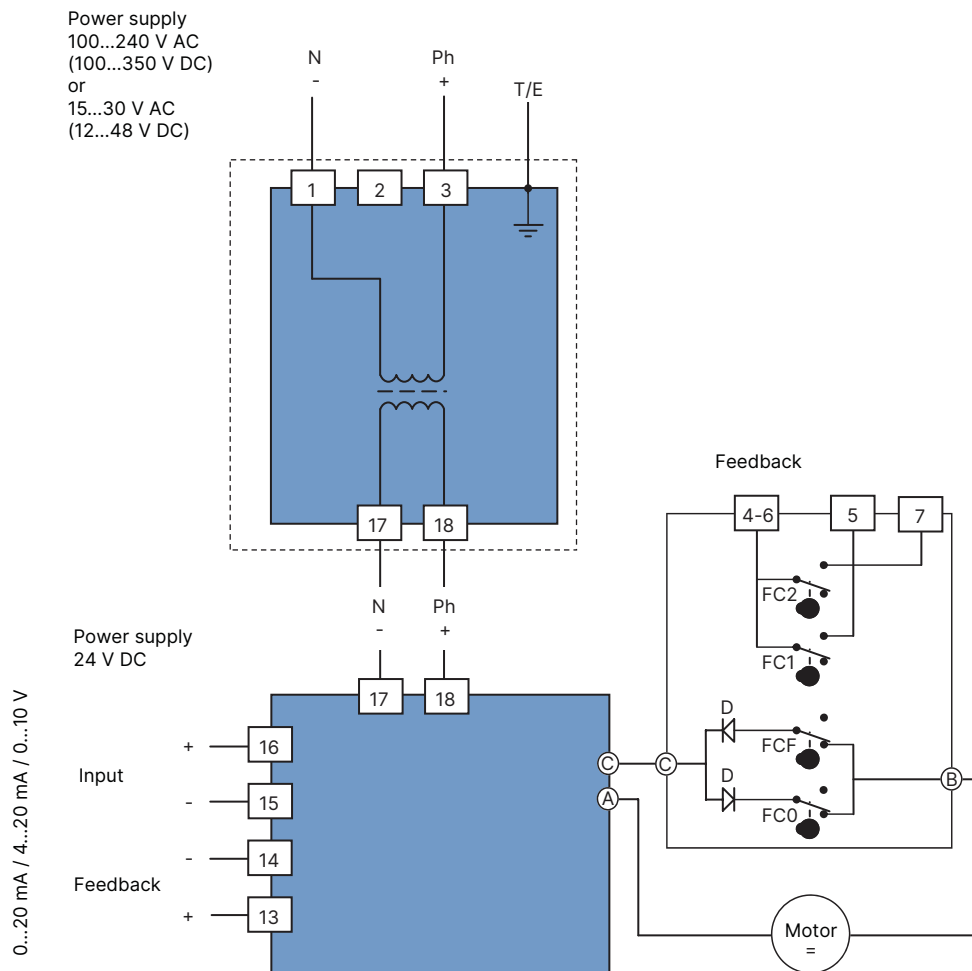 Power supply
100...240 V AC
(100...350 V DC)
or
15...30 V AC
(12...48 V DC)
N
-
Ph
+
T/E
1
2
3
17
18
N
-
Ph
+
Power supply
24 V DC
17
18
0...20 mA / 4...20 mA / 0...10 V
+
16
Input
-
15
-
14
Feedback
+
13
C
A
Feedback
4-6
5
7
FC2
FC1
D
FCF
C
D
FC0
B
Motor
=